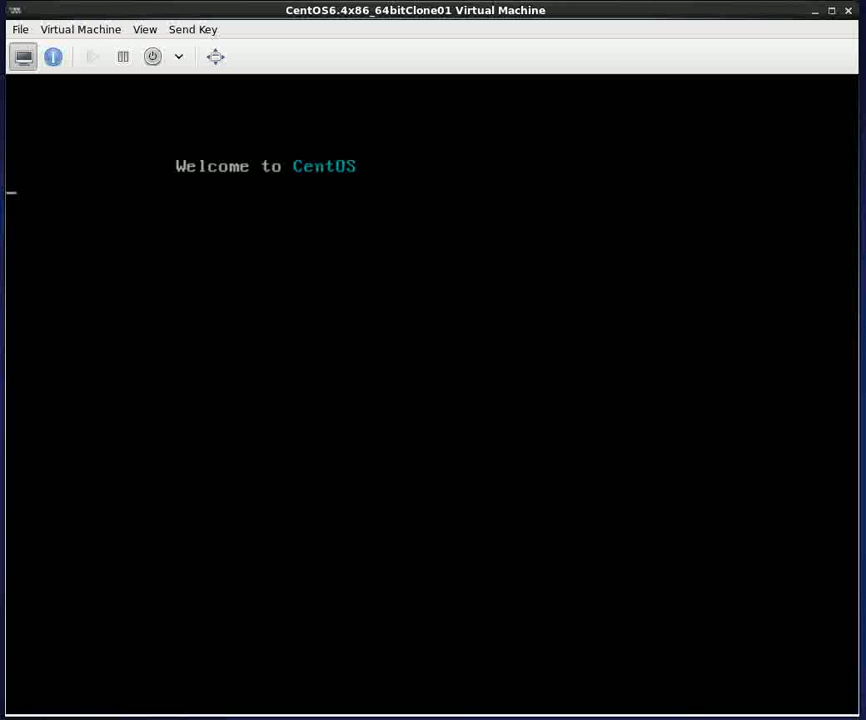 CentOS6.4x86_64bitClone01 Virtual Machine
File Virtual Machine View Send Key
Welcome to CentOS